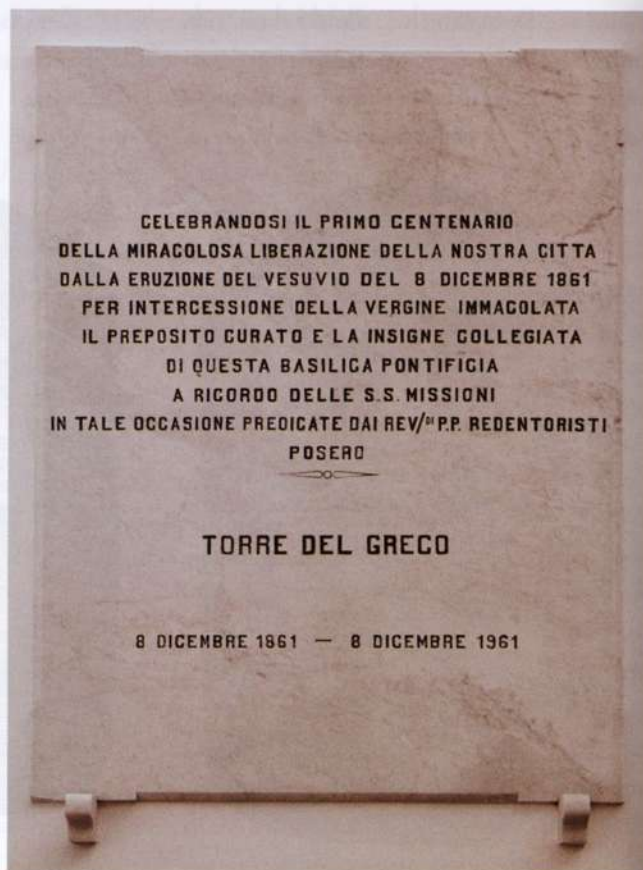 CELEBRANDOSI IL PRIMO CENTENARIO
DELLA MIRACOLOSA LIBERAZIONE DELLA NOSTRA CITTA
DALLA ERUZIONE DEL VESUVIO DEL 8 DICEMBRE 1861
PER INTERCESSIONE DELLA VERGINE IMMACOLATA
IL PREPOSITO CURATO E LA INSIGNE COLLEGIATA
DI QUESTA BASILICA PONTIFICIA
A RICORDO DELLE S.S. MISSIONI
IN TALE OCCASIONE PREDICATE DAI REV/DI P.P. REDENTORISTI
POSERO
TORRE DEL GRECO
8 DICEMBRE 1861 — 8 DICEMBRE 1961